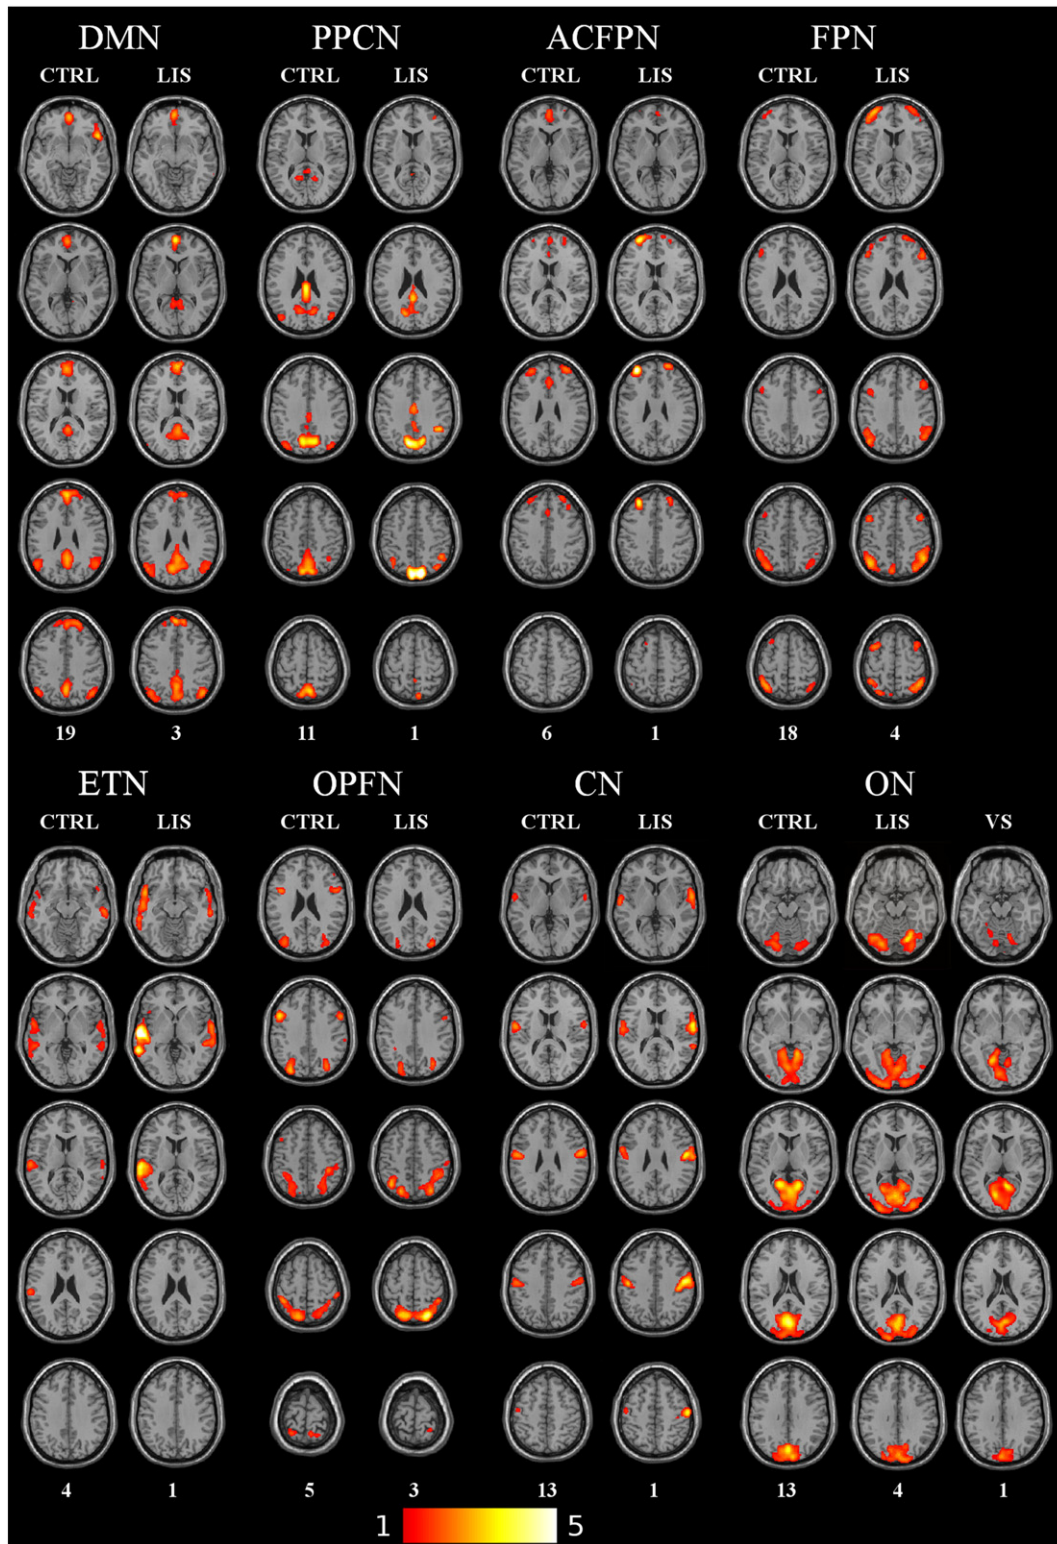 DMN PPCN ACFPN FPN
CTRL LIS CTRL LIS CTRL LIS CTRL LIS
19 3 11 1 6 1 18 4
ETN OPFN CN ON
CTRL LIS CTRL LIS CTRL LIS CTRL LIS VS
4 1 5 3 13 1 13 4 1
1 5